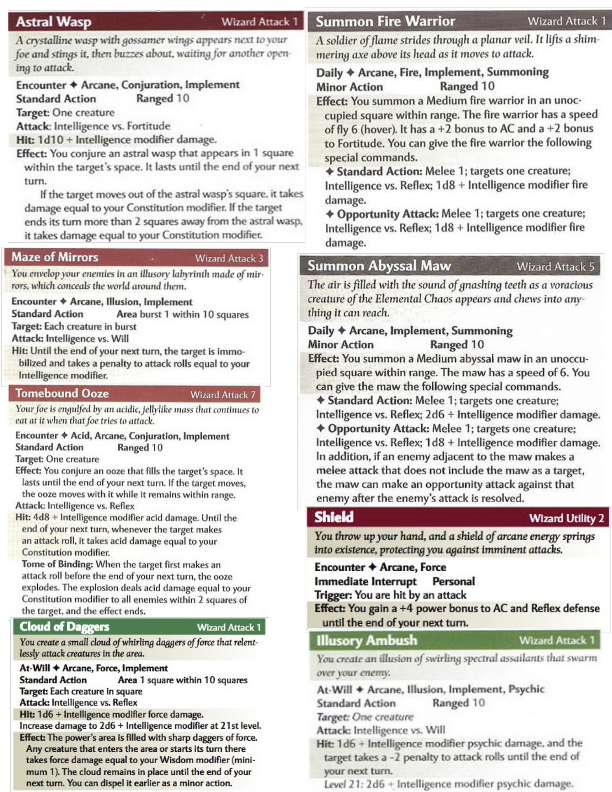 Astral Wasp Wizard Attack 1
A crystalline wasp with gossamer wings appears next to your
foe and stings it, then buzzes about, waiting for another open-
ing to attack.
Encounter ✦ Arcane, Conjuration, Implement
Standard Action Ranged 10
Target: One creature
Attack: Intelligence vs. Fortitude
Hit: 1d10 + Intelligence modifier damage.
Effect: You conjure an astral wasp that appears in 1 square
within the target's space. It lasts until the end of your next
turn.
If the target moves out of the astral wasp's square, it takes
damage equal to your Constitution modifier. If the target
ends its turn more than 2 squares away from the astral wasp,
it takes damage equal to your Constitution modifier.
Maze of Mirrors Wizard Attack 3
You envelop your enemies in an illusory labyrinth made of mir-
rors, which conceals the world around them.
Encounter ✦ Arcane, Illusion, Implement
Standard Action Area burst 1 within 10 squares
Target: Each creature in burst
Attack: Intelligence vs. Will
Hit: Until the end of your next turn, the target is immo-
bilized and takes a penalty to attack rolls equal to your
Intelligence modifier.
Tomebound Ooze Wizard Attack 7
Your foe is engulfed by an acidic, jellylike mass that continues to
eat at it when that foe tries to attack.
Encounter ✦ Acid, Arcane, Conjuration, Implement
Standard Action Ranged 10
Target: One creature
Effect: You conjure an ooze that fills the target's space. It
lasts until the end of your next turn. If the target moves,
the ooze moves with it while it remains within range.
Attack: Intelligence vs. Reflex
Hit: 4d8 + Intelligence modifier acid damage. Until the
end of your next turn, whenever the target makes
an attack roll, it takes acid damage equal to your
Constitution modifier.
Tome of Binding: When the target first makes an
attack roll before the end of your next turn, the ooze
explodes. The explosion deals acid damage equal to your
Constitution modifier to all enemies within 2 squares of
the target, and the effect ends.
Cloud of Daggers Wizard Attack 1
You create a small cloud of whirling daggers of force that relent-
lessly attack creatures in the area.
At-Will ✦ Arcane, Force, Implement
Standard Action Area 1 square within 10 squares
Target: Each creature in square
Attack: Intelligence vs. Reflex
Hit: 1d6 + Intelligence modifier force damage.
Increase damage to 2d6 + Intelligence modifier at 21st level.
Effect: The power's area is filled with sharp daggers of force.
Any creature that enters the area or starts its turn there
takes force damage equal to your Wisdom modifier (mini-
mum 1). The cloud remains in place until the end of your
next turn. You can dispel it earlier as a minor action.
Summon Fire Warrior Wizard Attack 1
A soldier of flame strides through a planar veil. It lifts a shim-
mering axe above its head as it moves to attack.
Daily ✦ Arcane, Fire, Implement, Summoning
Minor Action Ranged 10
Effect: You summon a Medium fire warrior in an unoc-
cupied square within range. The fire warrior has a speed
of fly 6 (hover). It has a +2 bonus to AC and a +2 bonus
to Fortitude. You can give the fire warrior the following
special commands.
✦ Standard Action: Melee 1; targets one creature;
Intelligence vs. Reflex; 1d8 + Intelligence modifier fire
damage.
✦ Opportunity Attack: Melee 1; targets one creature;
Intelligence vs. Reflex; 1d8 + Intelligence modifier fire
damage.
Summon Abyssal Maw Wizard Attack 5
The air is filled with the sound of gnashing teeth as a voracious
creature of the Elemental Chaos appears and chews into any-
thing it can reach.
Daily ✦ Arcane, Implement, Summoning
Minor Action Ranged 10
Effect: You summon a Medium abyssal maw in an unoccu-
pied square within range. The maw has a speed of 6. You
can give the maw the following special commands.
✦ Standard Action: Melee 1; targets one creature;
Intelligence vs. Reflex; 2d6 + Intelligence modifier damage.
✦ Opportunity Attack: Melee 1; targets one creature;
Intelligence vs. Reflex; 1d8 + Intelligence modifier damage.
In addition, if an enemy adjacent to the maw makes a
melee attack that does not include the maw as a target,
the maw can make an opportunity attack against that
enemy after the enemy's attack is resolved.
Shield Wizard Utility 2
You throw up your hand, and a shield of arcane energy springs
into existence, protecting you against imminent attacks.
Encounter ✦ Arcane, Force
Immediate Interrupt Personal
Trigger: You are hit by an attack
Effect: You gain a +4 power bonus to AC and Reflex defense
until the end of your next turn.
Illusory Ambush Wizard Attack 1
You create an illusion of swirling spectral assailants that swarm
over your enemy.
At-Will ✦ Arcane, Illusion, Implement, Psychic
Standard Action Ranged 10
Target: One creature
Attack: Intelligence vs. Will
Hit: 1d6 + Intelligence modifier psychic damage, and the
target takes a -2 penalty to attack rolls until the end of
your next turn.
Level 21: 2d6 + Intelligence modifier psychic damage.